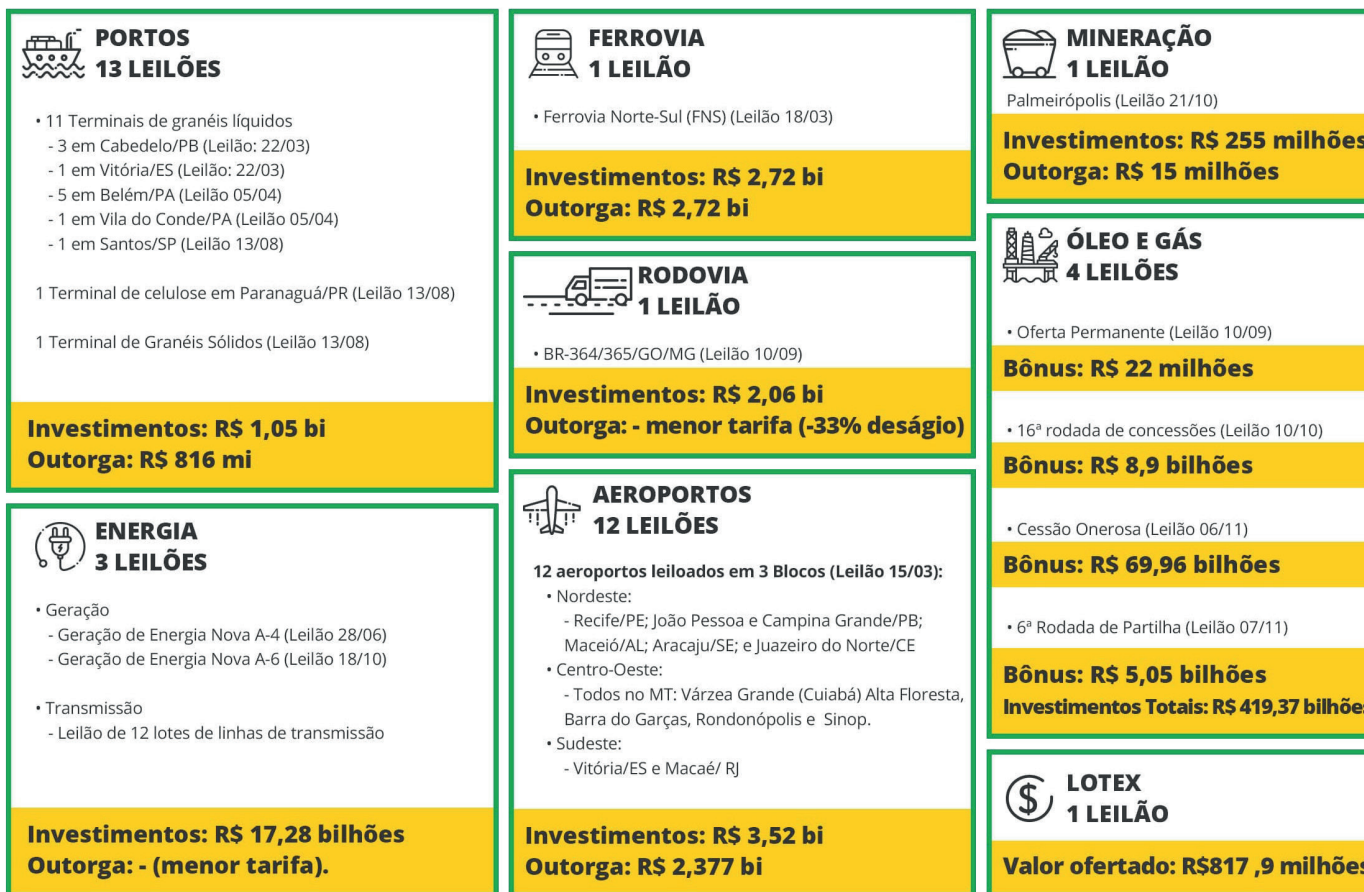 PORTOS
13 LEILÕES
• 11 Terminais de granéis líquidos
- 3 em Cabedelo/PB (Leilão: 22/03)
- 1 em Vitória/ES (Leilão: 22/03)
- 5 em Belém/PA (Leilão 05/04)
- 1 em Vila do Conde/PA (Leilão 05/04)
- 1 em Santos/SP (Leilão 13/08)
1 Terminal de celulose em Paranaguá/PR (Leilão 13/08)
1 Terminal de Granéis Sólidos (Leilão 13/08)
Investimentos: R$ 1,05 bi
Outorga: R$ 816 mi
ENERGIA
3 LEILÕES
• Geração
- Geração de Energia Nova A-4 (Leilão 28/06)
- Geração de Energia Nova A-6 (Leilão 18/10)
• Transmissão
- Leilão de 12 lotes de linhas de transmissão
Investimentos: R$ 17,28 bilhões
Outorga: - (menor tarifa).
FERROVIA
1 LEILÃO
• Ferrovia Norte-Sul (FNS) (Leilão 18/03)
Investimentos: R$ 2,72 bi
Outorga: R$ 2,72 bi
RODOVIA
1 LEILÃO
• BR-364/365/GO/MG (Leilão 10/09)
Investimentos: R$ 2,06 bi
Outorga: - menor tarifa (-33% deságio)
AEROPORTOS
12 LEILÕES
12 aeroportos leiloados em 3 Blocos (Leilão 15/03):
• Nordeste:
- Recife/PE; João Pessoa e Campina Grande/PB;
Maceió/AL; Aracaju/SE; e Juazeiro do Norte/CE
• Centro-Oeste:
- Todos no MT: Várzea Grande (Cuiabá) Alta Floresta,
Barra do Garças, Rondonópolis e Sinop.
• Sudeste:
- Vitória/ES e Macaé/ RJ
Investimentos: R$ 3,52 bi
Outorga: R$ 2,377 bi
MINERAÇÃO
1 LEILÃO
Palmeirópolis (Leilão 21/10)
Investimentos: R$ 255 milhões
Outorga: R$ 15 milhões
ÓLEO E GÁS
4 LEILÕES
• Oferta Permanente (Leilão 10/09)
Bônus: R$ 22 milhões
• 16ª rodada de concessões (Leilão 10/10)
Bônus: R$ 8,9 bilhões
• Cessão Onerosa (Leilão 06/11)
Bônus: R$ 69,96 bilhões
• 6ª Rodada de Partilha (Leilão 07/11)
Bônus: R$ 5,05 bilhões
Investimentos Totais: R$ 419,37 bilhões
LOTEX
1 LEILÃO
Valor ofertado: R$817 ,9 milhões